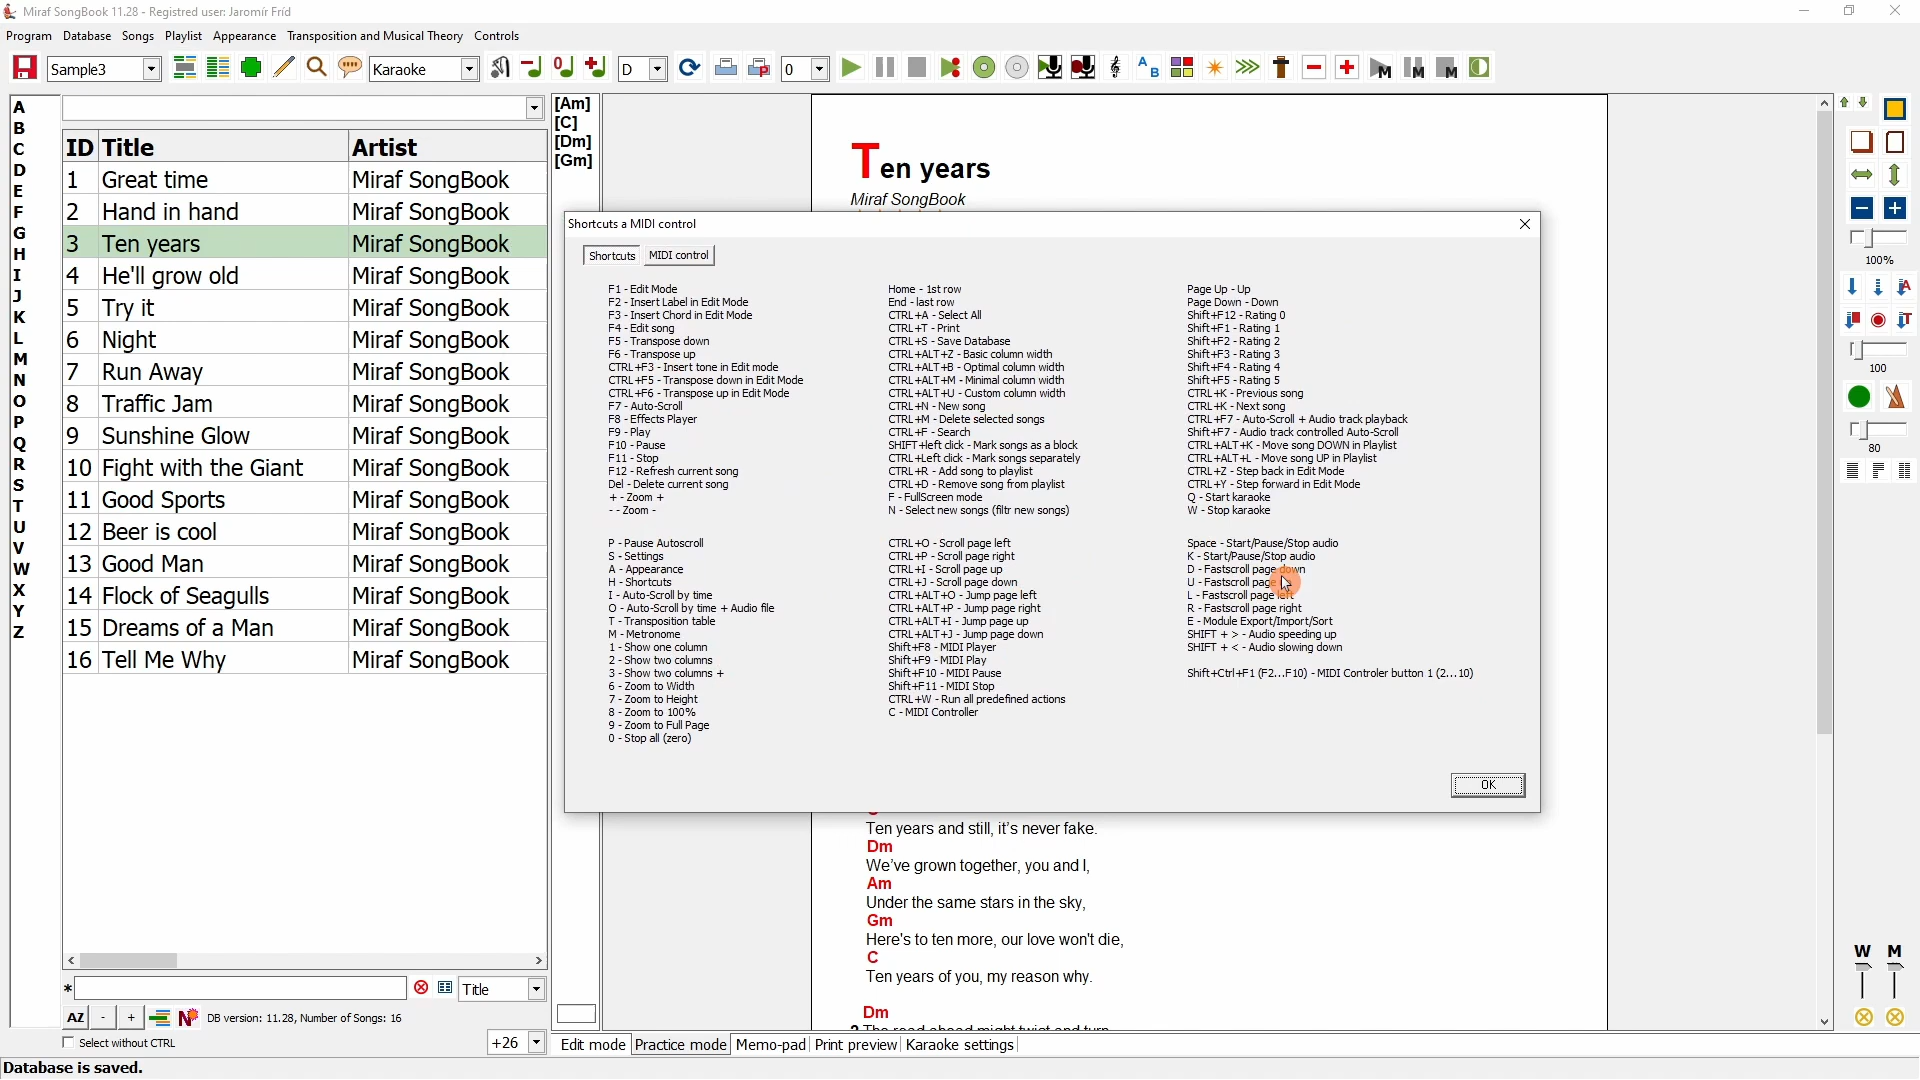 Miraf SongBook 11.28 - Registred user: Jaromír Fríd
Program Database Songs Playlist Appearance Transposition and Musical Theory Controls
Sample3 Karaoke D 0
A
B
C
D
E
F
G
H
I
J
K
L
M
N
O
P
Q
R
S
T
U
V
W
X
Y
Z
ID Title Artist
1 Great time Miraf SongBook
2 Hand in hand Miraf SongBook
3 Ten years Miraf SongBook
4 He'll grow old Miraf SongBook
5 Try it Miraf SongBook
6 Night Miraf SongBook
7 Run Away Miraf SongBook
8 Traffic Jam Miraf SongBook
9 Sunshine Glow Miraf SongBook
10 Fight with the Giant Miraf SongBook
11 Good Sports Miraf SongBook
12 Beer is cool Miraf SongBook
13 Good Man Miraf SongBook
14 Flock of Seagulls Miraf SongBook
15 Dreams of a Man Miraf SongBook
16 Tell Me Why Miraf SongBook
* Title
AZ - + N DB version: 11.28, Number of Songs: 16
Select without CTRL
+26
[Am]
[C]
[Dm]
[Gm]
Ten years
Miraf SongBook
Shortcuts a MIDI control
Shortcuts MIDI control
F1 - Edit Mode
F2 - Insert Label in Edit Mode
F3 - Insert Chord in Edit Mode
F4 - Edit song
F5 - Transpose down
F6 - Transpose up
CTRL+F3 - Insert tone in Edit mode
CTRL+F5 - Transpose down in Edit Mode
CTRL+F6 - Transpose up in Edit Mode
F7 - Auto-Scroll
F8 - Effects Player
F9 - Play
F10 - Pause
F11 - Stop
F12 - Refresh current song
Del - Delete current song
+ - Zoom +
- - Zoom -
Home - 1st row
End - last row
CTRL+A - Select All
CTRL+T - Print
CTRL+S - Save Database
CTRL+ALT+Z - Basic column width
CTRL+ALT+B - Optimal column width
CTRL+ALT+M - Minimal column width
CTRL+ALT+U - Custom column width
CTRL+N - New song
CTRL+M - Delete selected songs
CTRL+F - Search
SHIFT+left click - Mark songs as a block
CTRL+Left click - Mark songs separately
CTRL+R - Add song to playlist
CTRL+D - Remove song from playlist
F - FullScreen mode
N - Select new songs (filtr new songs)
Page Up - Up
Page Down - Down
Shift+F12 - Rating 0
Shift+F1 - Rating 1
Shift+F2 - Rating 2
Shift+F3 - Rating 3
Shift+F4 - Rating 4
Shift+F5 - Rating 5
CTRL+K - Previous song
CTRL+K - Next song
CTRL+F7 - Auto-Scroll + Audio track playback
Shift+F7 - Audio track controlled Auto-Scroll
CTRL+ALT+K - Move song DOWN in Playlist
CTRL+ALT+L - Move song UP in Playlist
CTRL+Z - Step back in Edit Mode
CTRL+Y - Step forward in Edit Mode
Q - Start karaoke
W - Stop karaoke
P - Pause Autoscroll
S - Settings
A - Appearance
H - Shortcuts
I - Auto-Scroll by time
O - Auto-Scroll by time + Audio file
T - Transposition table
M - Metronome
1 - Show one column
2 - Show two columns
3 - Show two columns +
6 - Zoom to Width
7 - Zoom to Height
8 - Zoom to 100%
9 - Zoom to Full Page
0 - Stop all (zero)
CTRL+O - Scroll page left
CTRL+P - Scroll page right
CTRL+I - Scroll page up
CTRL+J - Scroll page down
CTRL+ALT+O - Jump page left
CTRL+ALT+P - Jump page right
CTRL+ALT+I - Jump page up
CTRL+ALT+J - Jump page down
Shift+F8 - MIDI Player
Shift+F9 - MIDI Play
Shift+F10 - MIDI Pause
Shift+F11 - MIDI Stop
CTRL+W - Run all predefined actions
C - MIDI Controller
Space - Start/Pause/Stop audio
K - Start/Pause/Stop audio
D - Fastscroll page down
U - Fastscroll page
L - Fastscroll page left
R - Fastscroll page right
E - Module Export/Import/Sort
SHIFT + > - Audio speeding up
SHIFT + < - Audio slowing down
Shift+Ctrl+F1 (F2...F10) - MIDI Controler button 1 (2...10)
OK
Ten years and still, it's never fake.
Dm
We've grown together, you and I,
Am
Under the same stars in the sky,
Gm
Here's to ten more, our love won't die,
C
Ten years of you, my reason why.
Dm
Edit mode Practice mode Memo-pad Print preview Karaoke settings
100%
100
80
W M
Database is saved.